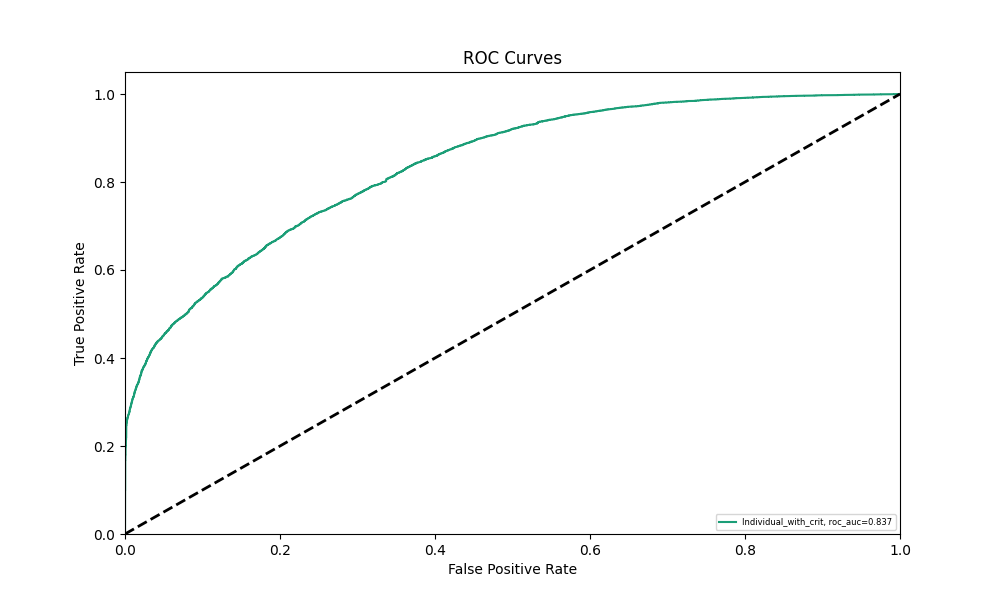 ROC Curves
True Positive Rate
1.0
0.8
0.6
0.4
0.2
0.0
0.0 0.2 0.4 0.6 0.8 1.0
False Positive Rate
Individual_with_crit, roc_auc=0.837